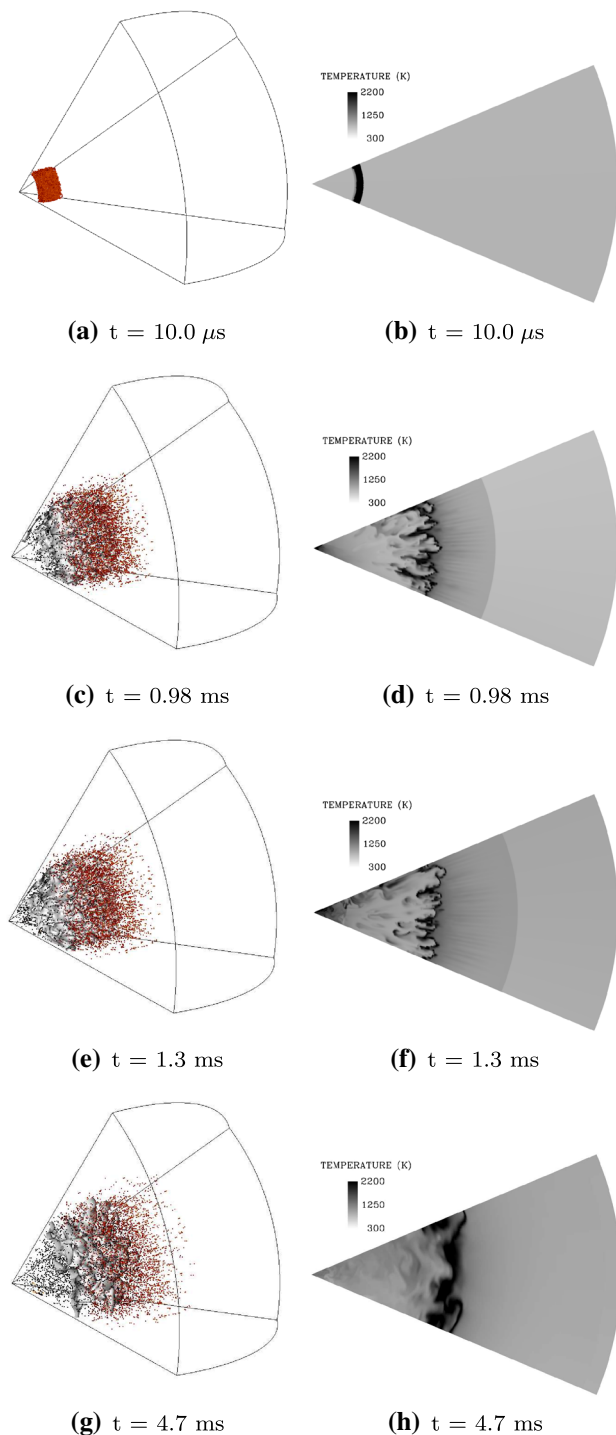 TEMPERATURE (K)
2200
1250
300
(a) t = 10.0 μs
(b) t = 10.0 μs
TEMPERATURE (K)
2200
1250
300
(c) t = 0.98 ms
(d) t = 0.98 ms
TEMPERATURE (K)
2200
1250
300
(e) t = 1.3 ms
(f) t = 1.3 ms
TEMPERATURE (K)
2200
1250
300
(g) t = 4.7 ms
(h) t = 4.7 ms